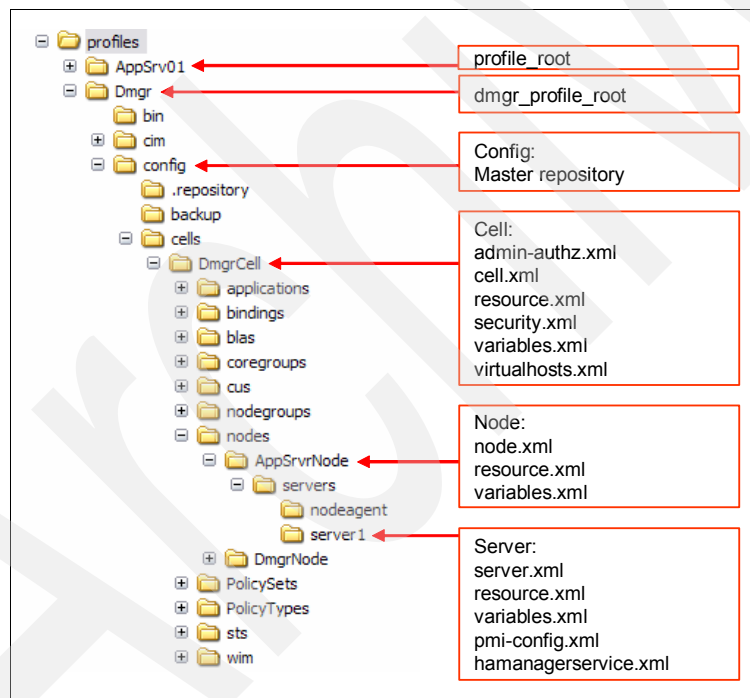 profiles
AppSrv01
Dmgr
bin
cim
config
.repository
backup
cells
DmgrCell
applications
bindings
blas
coregroups
cus
nodegroups
nodes
AppSrvrNode
servers
nodeagent
server1
DmgrNode
PolicySets
PolicyTypes
sts
wim
profile_root
dmgr_profile_root
Config:
Master repository
Cell:
admin-authz.xml
cell.xml
resource.xml
security.xml
variables.xml
virtualhosts.xml
Node:
node.xml
resource.xml
variables.xml
Server:
server.xml
resource.xml
variables.xml
pmi-config.xml
hamanagerservice.xml